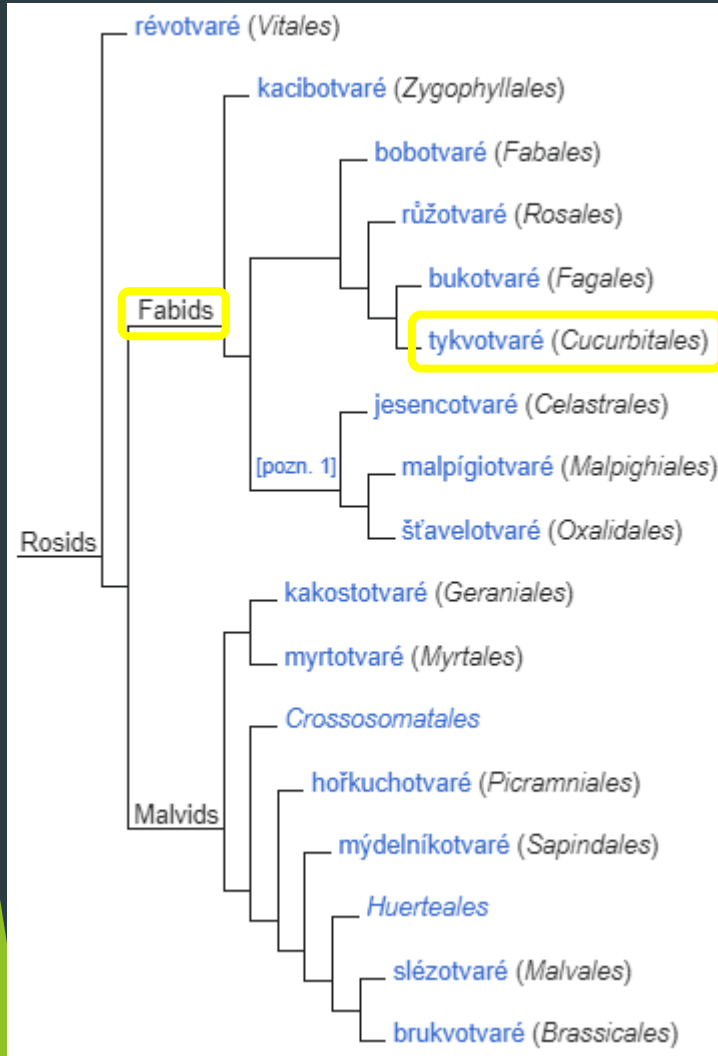 révotvaré (Vitales)
kacibotvaré (Zygophyllales)
bobotvaré (Fabales)
růžotvaré (Rosales)
bukotvaré (Fagales)
Fabids
tykvotvaré (Cucurbitales)
jesencotvaré (Celastrales)
[pozn. 1]
malpígiotvaré (Malpighiales)
šťavelotvaré (Oxalidales)
Rosids
kakostotvaré (Geraniales)
myrtotvaré (Myrtales)
Crossosomatales
hořkuchotvaré (Picramniales)
Malvids
mýdelníkotvaré (Sapindales)
Huerteales
slézotvaré (Malvales)
brukvotvaré (Brassicales)